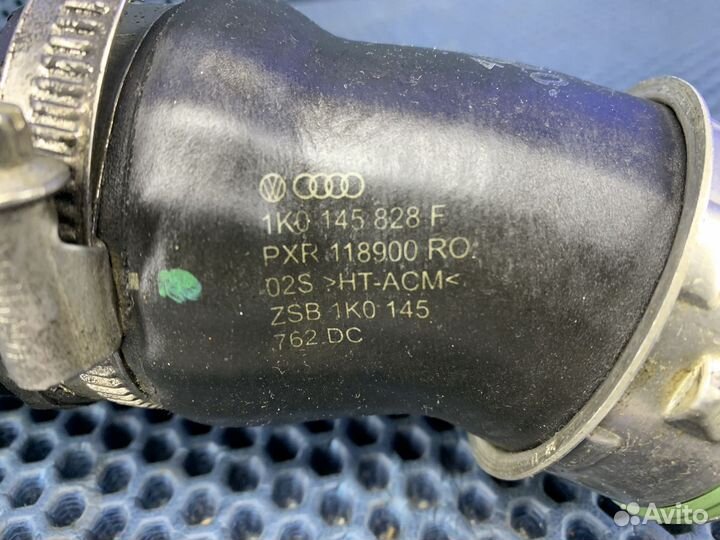 1K0 145 828 F
PXR 118900 RO.
02S >HT-ACM<
ZSB 1K0 145
762 DC
Avito